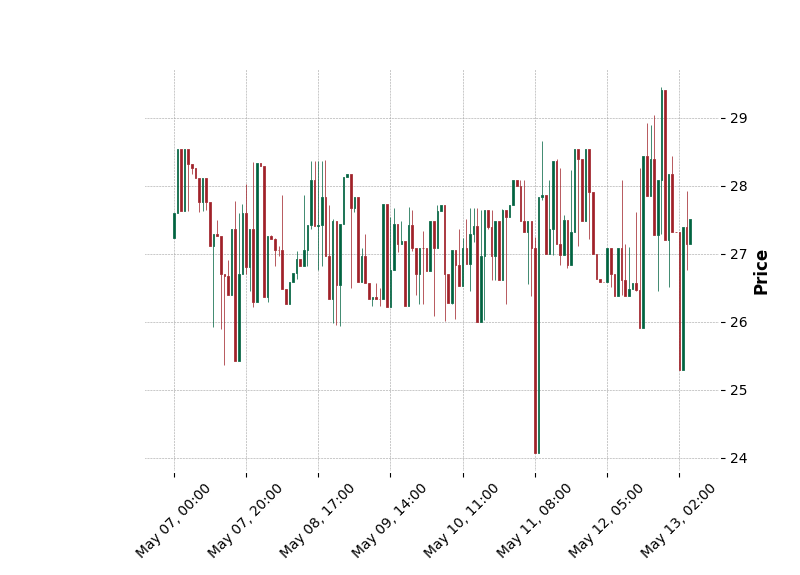 29
28
27
26
25
24
Price
May 07, 00:00
May 07, 20:00
May 08, 17:00
May 09, 14:00
May 10, 11:00
May 11, 08:00
May 12, 05:00
May 13, 02:00